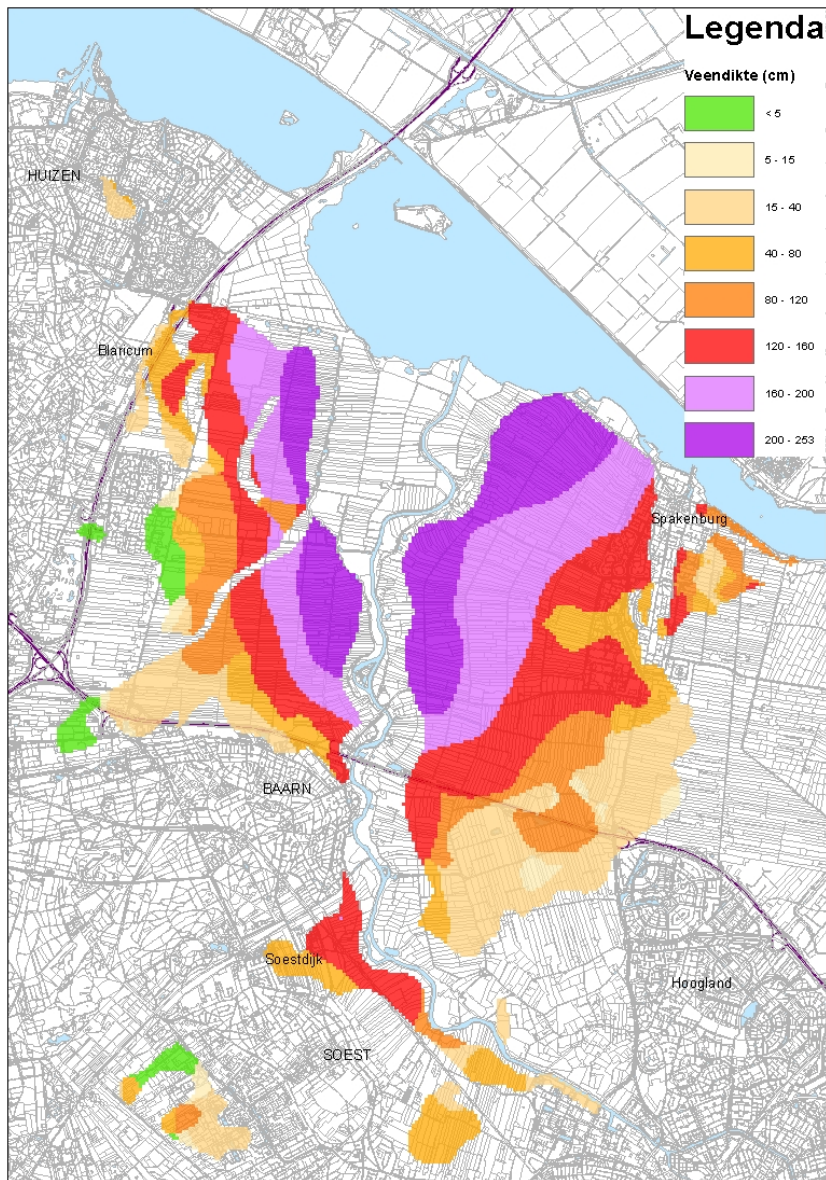 Legenda
Veendikte (cm)
< 5
5 - 15
15 - 40
40 - 80
80 - 120
120 - 160
160 - 200
200 - 253
HUIZEN
Blaricum
Spakenburg
BAARN
Soestdijk
Hoogland
SOEST